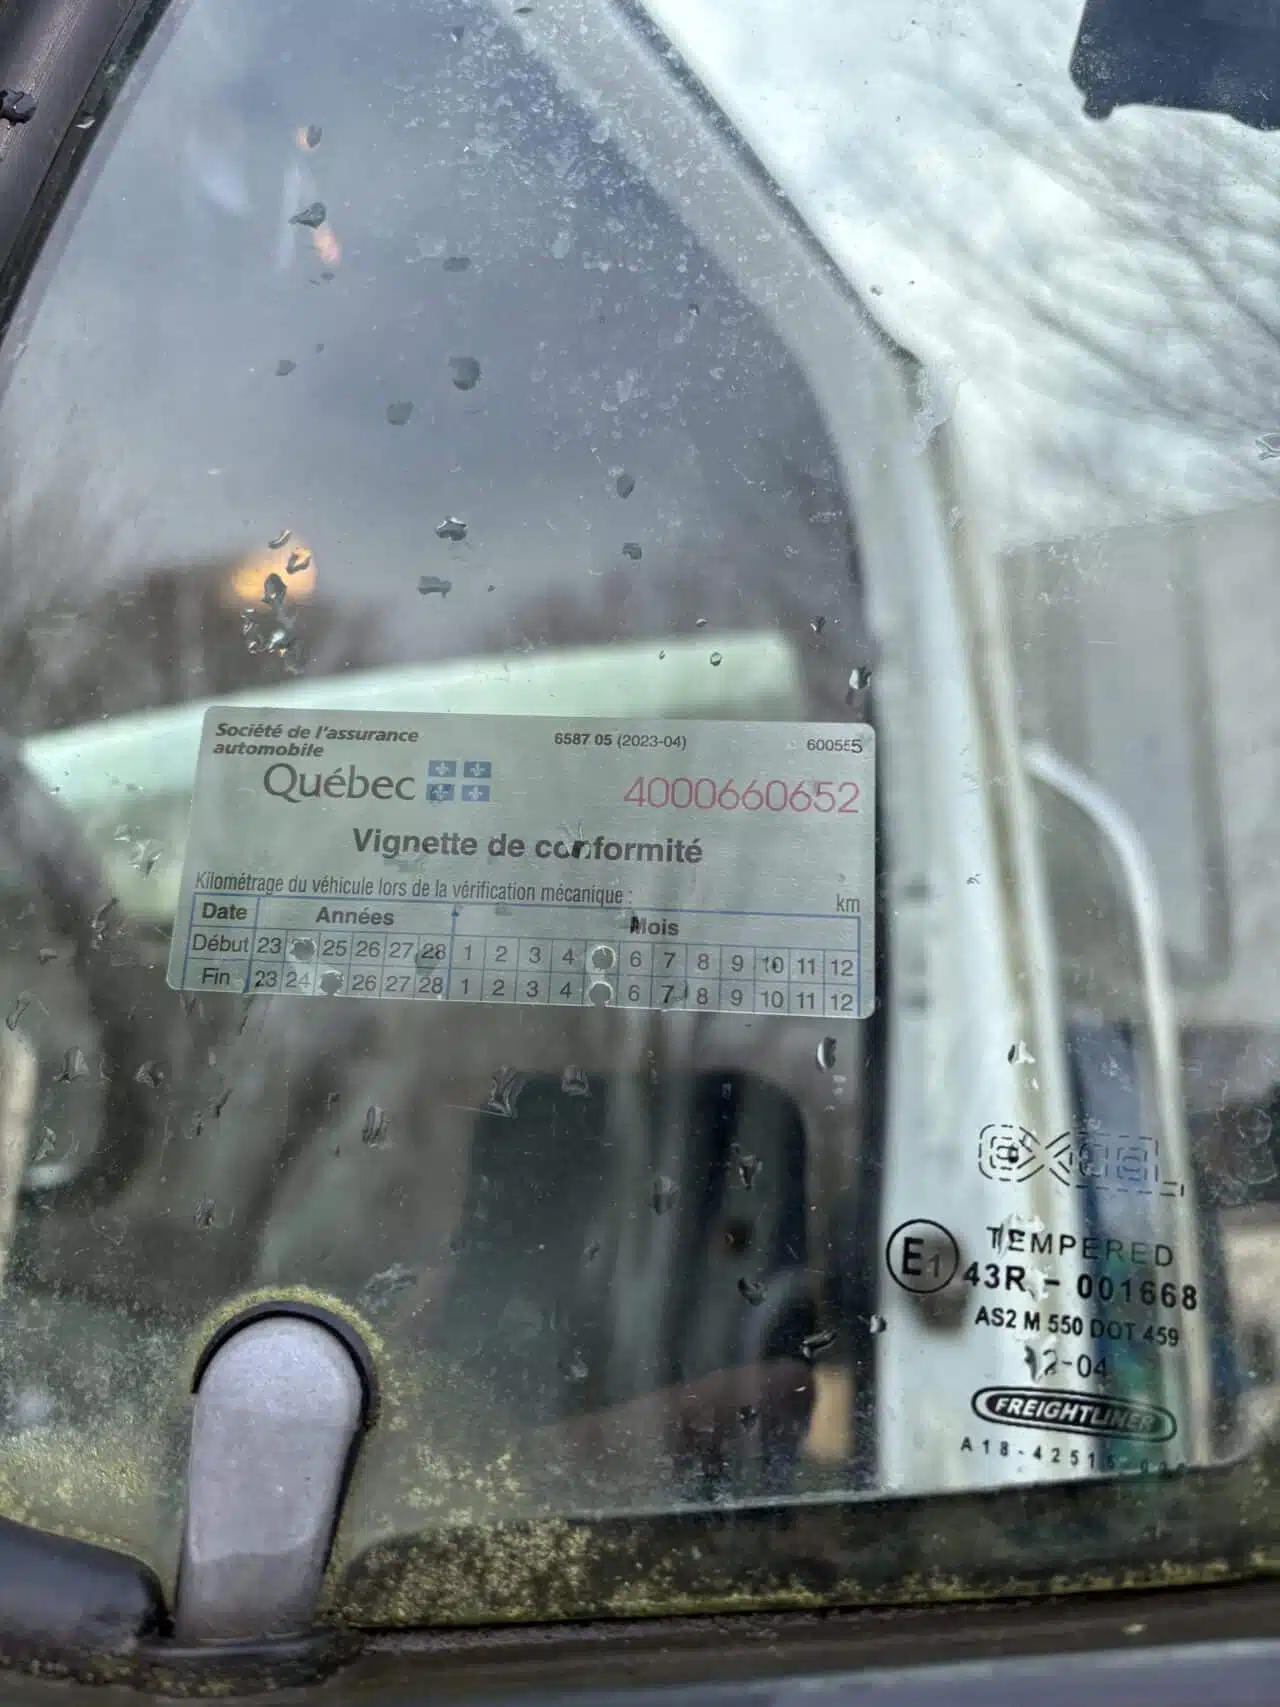 Société de l'assurance
automobile
Québec
6587 05 (2023-04)
600555
4000660652
Vignette de conformité
Kilométrage du véhicule lors de la vérification mécanique :
km
Date Années Mois
Début 23 25 26 27 28 1 2 3 4 6 7 8 9 10 11 12
Fin 23 24 26 27 28 1 2 3 4 6 7 8 9 10 11 12
TEMPERED
E1 43R - 001668
AS2 M 550 DOT 459
12-04
FREIGHTLINER